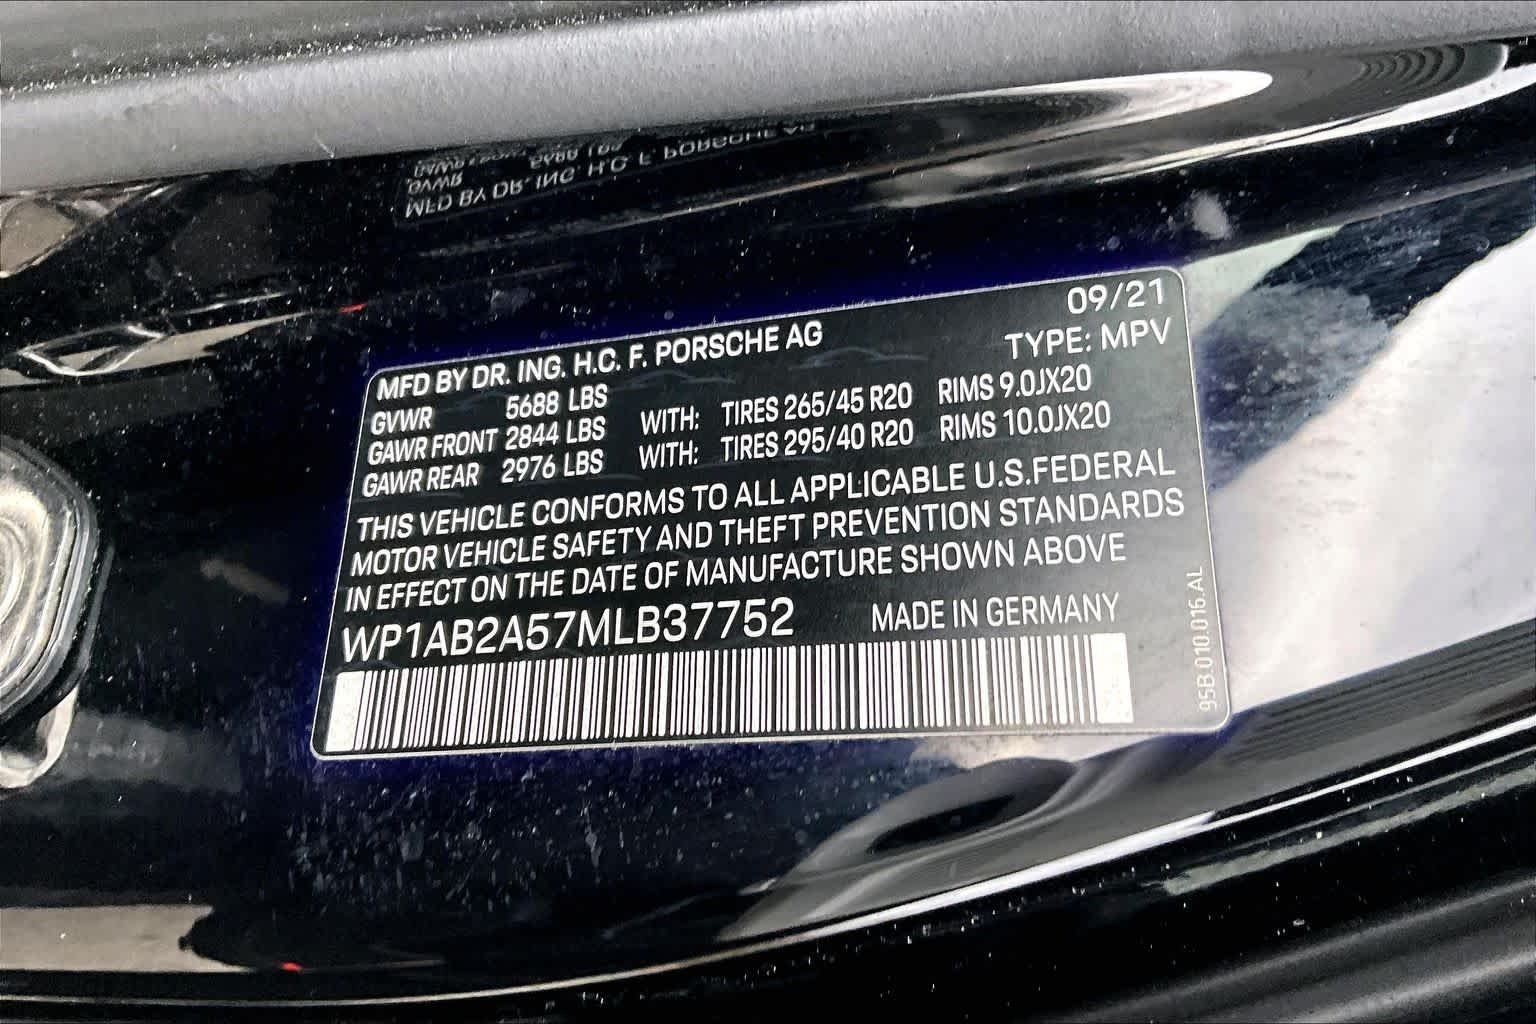 09/21
MFD BY DR. ING. H.C. F. PORSCHE AG TYPE: MPV
GVWR 5688 LBS
GAWR FRONT 2844 LBS WITH: TIRES 265/45 R20 RIMS 9.0JX20
GAWR REAR 2976 LBS WITH: TIRES 295/40 R20 RIMS 10.0JX20
THIS VEHICLE CONFORMS TO ALL APPLICABLE U.S.FEDERAL
MOTOR VEHICLE SAFETY AND THEFT PREVENTION STANDARDS
IN EFFECT ON THE DATE OF MANUFACTURE SHOWN ABOVE
WP1AB2A57MLB37752 MADE IN GERMANY
95B.010.016.AL